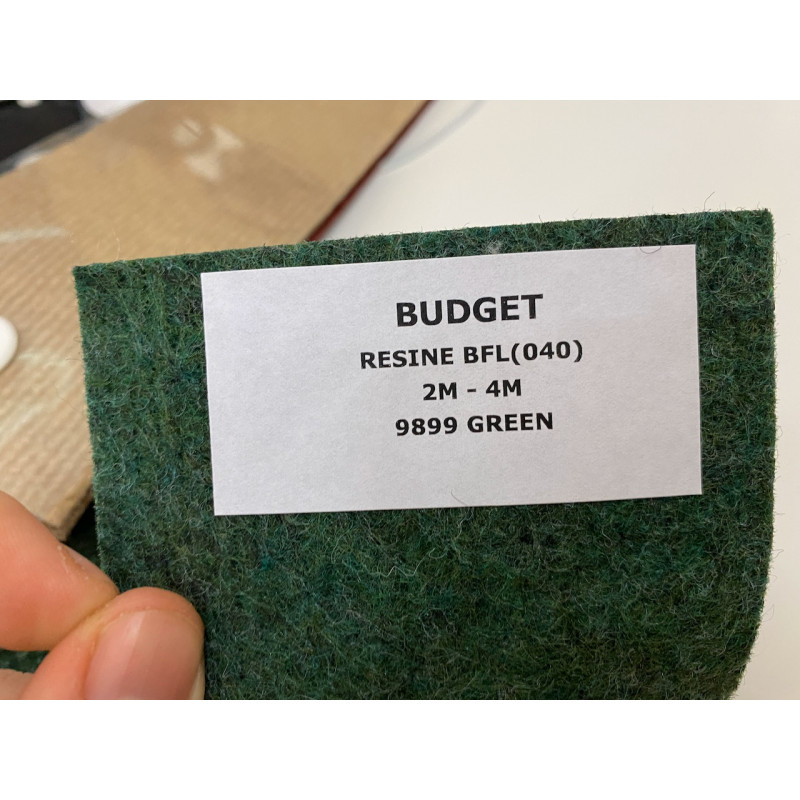 BUDGET
RESINE BFL(040)
2M - 4M
9899 GREEN